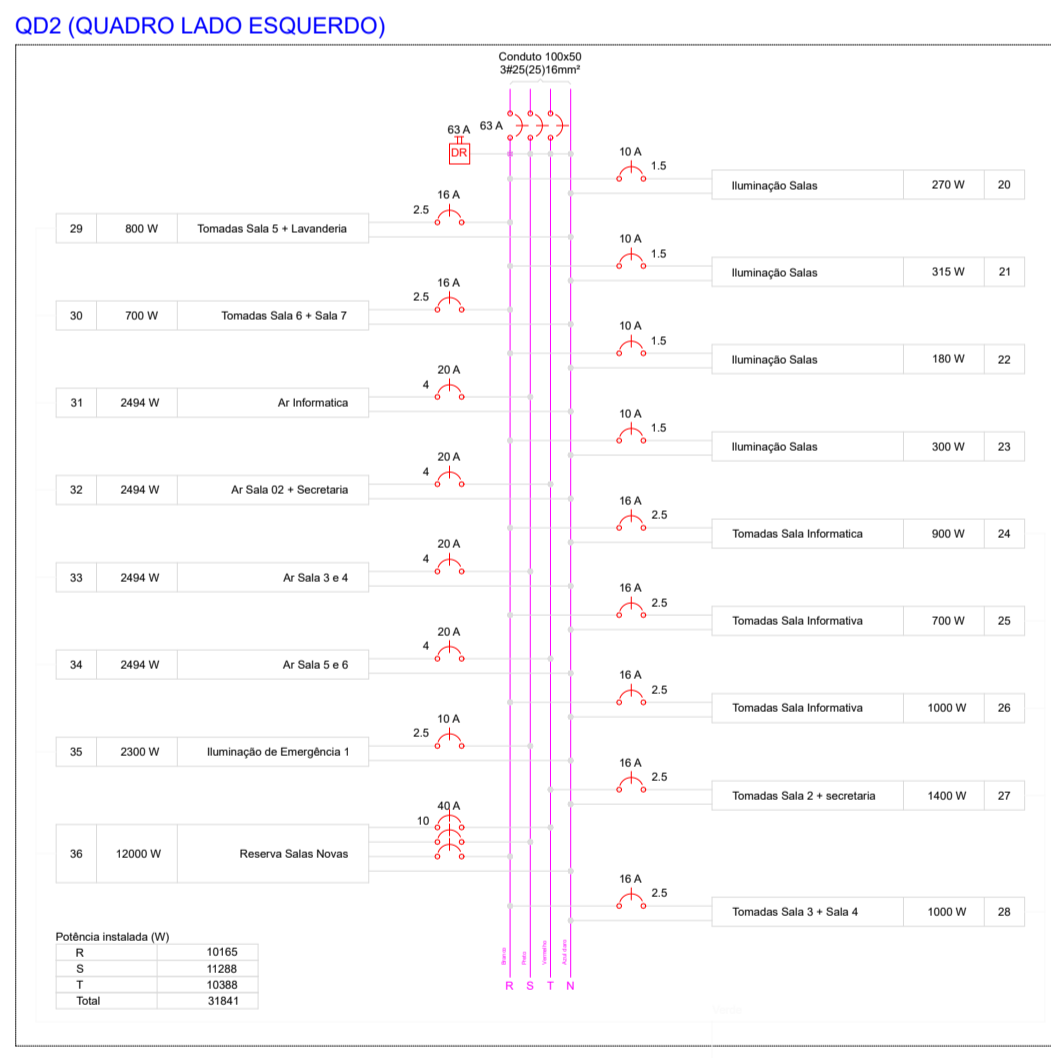 QD2 (QUADRO LADO ESQUERDO)
Conduto 100x50
3#25(25)16mm²
63 A
63 A
DR
10 A
1.5
Iluminação Salas 270 W 20
16 A
2.5
29 800 W Tomadas Sala 5 + Lavanderia
10 A
1.5
Iluminação Salas 315 W 21
16 A
2.5
30 700 W Tomadas Sala 6 + Sala 7
10 A
1.5
Iluminação Salas 180 W 22
20 A
4
31 2494 W Ar Informatica
10 A
1.5
Iluminação Salas 300 W 23
20 A
4
32 2494 W Ar Sala 02 + Secretaria
16 A
2.5
Tomadas Sala Informatica 900 W 24
20 A
4
33 2494 W Ar Sala 3 e 4
16 A
2.5
Tomadas Sala Informativa 700 W 25
20 A
4
34 2494 W Ar Sala 5 e 6
16 A
2.5
Tomadas Sala Informativa 1000 W 26
10 A
2.5
35 2300 W Iluminação de Emergência 1
16 A
2.5
Tomadas Sala 2 + secretaria 1400 W 27
40 A
10
36 12000 W Reserva Salas Novas
16 A
2.5
Tomadas Sala 3 + Sala 4 1000 W 28
Potência instalada (W)
R 10165
S 11288
T 10388
Total 31841
Branco
Preto
Vermelho
Azul claro
R S T N